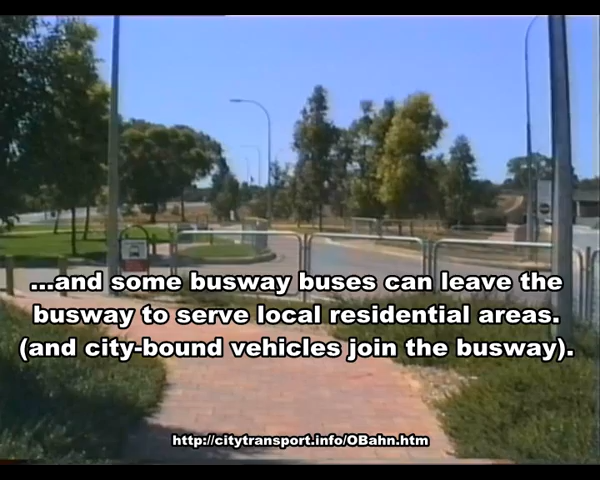 ...and some busway buses can leave the
busway to serve local residential areas.
(and city-bound vehicles join the busway).
http://citytransport.info/OBahn.htm